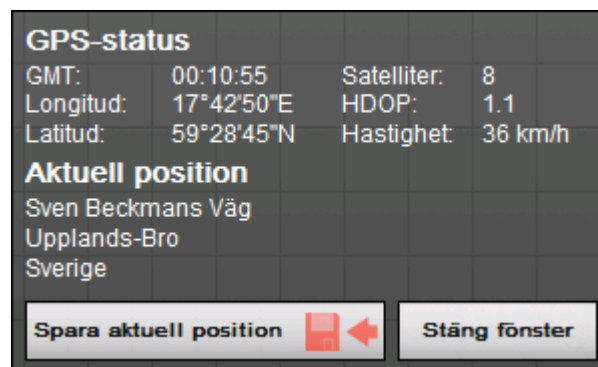 GPS-status
GMT: 00:10:55 Satelliter: 8
Longitud: 17°42'50"E HDOP: 1.1
Latitud: 59°28'45"N Hastighet: 36 km/h
Aktuell position
Sven Beckmans Väg
Upplands-Bro
Sverige
Spara aktuell position Stäng fönster